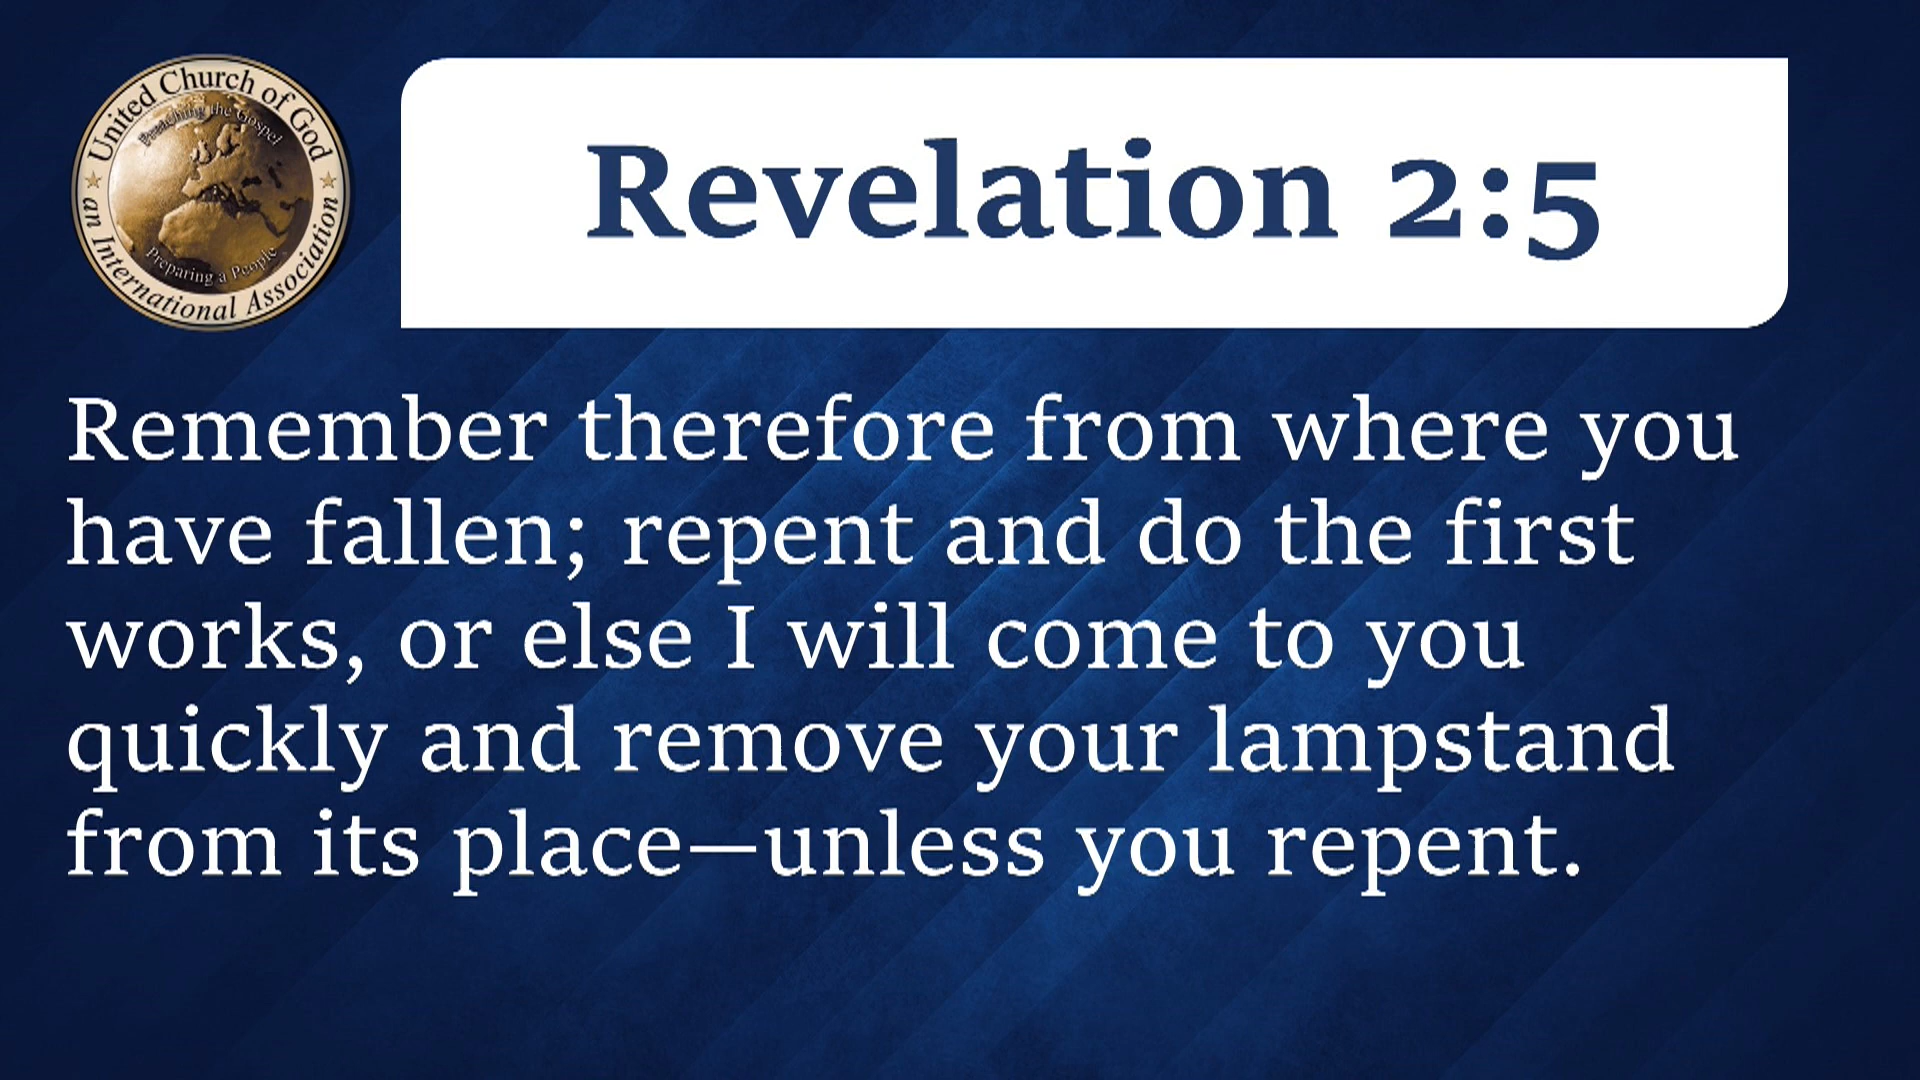 United Church of God
Preaching the Gospel
Preparing a People
an International Association
Revelation 2:5
Remember therefore from where you
have fallen; repent and do the first
works, or else I will come to you
quickly and remove your lampstand
from its place—unless you repent.